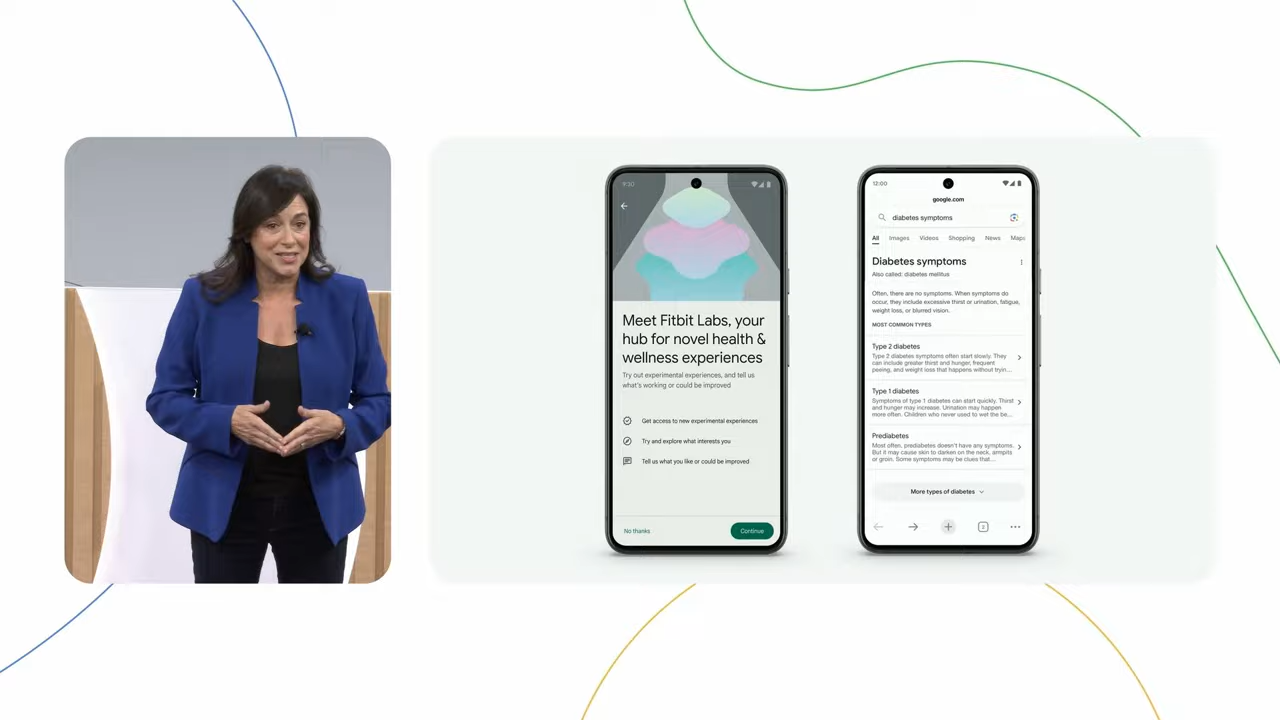 9:30
Meet Fitbit Labs, your
hub for novel health &
wellness experiences
Try out experimental experiences, and tell us
what's working or could be improved
Get access to new experimental experiences
Try and explore what interests you
Tell us what you like or could be improved
No thanks
Continue
12:00
google.com
diabetes symptoms
All Images Videos Shopping News Maps
Diabetes symptoms
Also called: diabetes mellitus
Often, there are no symptoms. When symptoms do
occur, they include excessive thirst or urination, fatigue,
weight loss, or blurred vision.
MOST COMMON TYPES
Type 2 diabetes
Type 2 diabetes symptoms often start slowly. They
can include greater thirst and hunger, frequent
peeing, and weight loss that happens without tryin...
Type 1 diabetes
Symptoms of type 1 diabetes can start quickly. Thirst
and hunger may increase. Urination may happen
more often. Children who never used to wet the be...
Prediabetes
Most often, prediabetes doesn't have any symptoms.
But it may cause skin to darken on the neck, armpits
or groin. Some symptoms may be clues that...
More types of diabetes
2